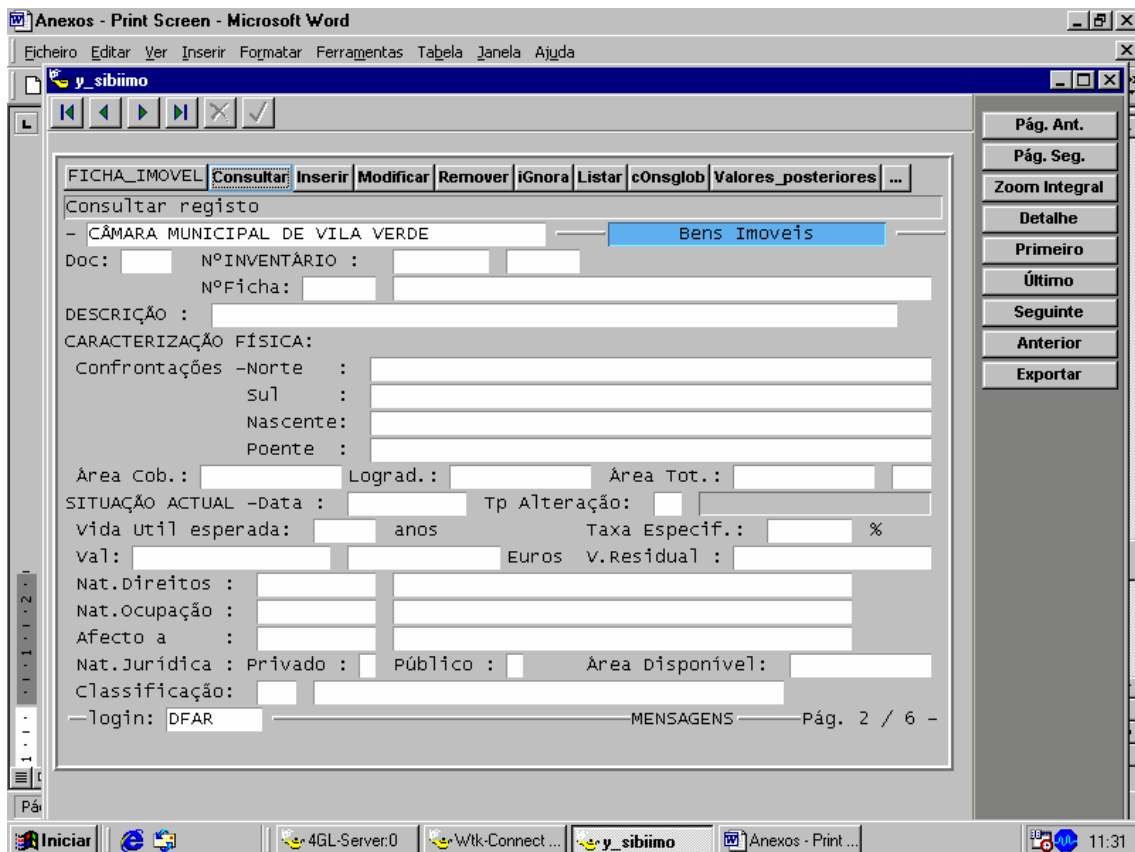 Anexos - Print Screen - Microsoft Word
Ficheiro Editar Ver Inserir Formatar Ferramentas Tabela Janela Ajuda
y_sibiimo
FICHA_IMOVEL Consultar Inserir Modificar Remover iGnora Listar cOnsglob Valores_posteriores ...
Consultar registo
- CÂMARA MUNICIPAL DE VILA VERDE Bens Imoveis
Doc: NºINVENTÁRIO :
NºFicha:
DESCRIÇÃO :
CARACTERIZAÇÃO FÍSICA:
Confrontações -Norte :
Sul :
Nascente:
Poente :
Área Cob.: Lograd.: Área Tot.:
SITUAÇÃO ACTUAL -Data : Tp Alteração:
Vida Util esperada: anos Taxa Especif.: %
Val: Euros V.Residual :
Nat.Direitos :
Nat.Ocupação :
Afecto a :
Nat.Jurídica : Privado : Público : Área Disponível:
Classificação:
login: DFAR MENSAGENS Pág. 2 / 6 -
Pág. Ant.
Pág. Seg.
Zoom Integral
Detalhe
Primeiro
Último
Seguinte
Anterior
Exportar
Iniciar 4GL-Server:0 Wtk-Connect ... y_sibiimo Anexos - Print ... 11:31